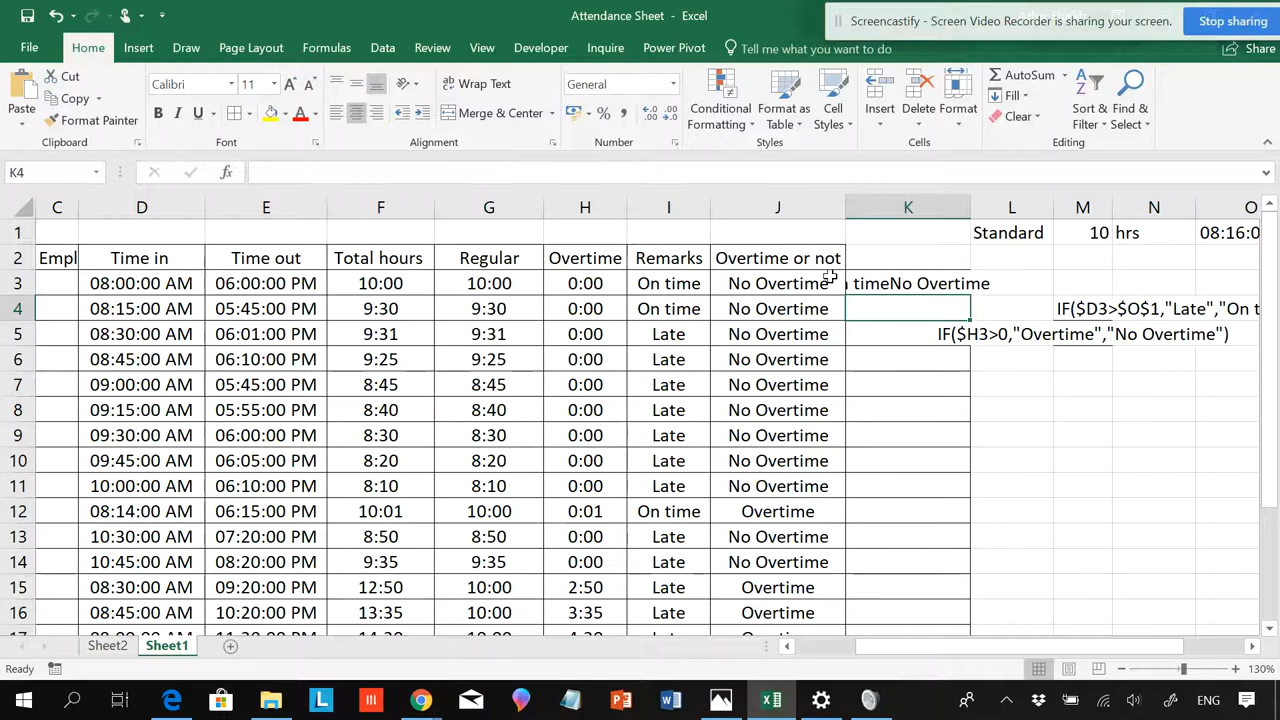 Attendance Sheet - Excel
Screencastify - Screen Video Recorder is sharing your screen. Stop sharing
File Home Insert Draw Page Layout Formulas Data Review View Developer Inquire Power Pivot Tell me what you want to do Share
Paste Cut Calibri 11 Wrap Text General AutoSum
Copy Conditional Formatting Format as Table Cell Styles Insert Delete Format Fill Sort & Filter Find & Select
Format Painter B I U A Merge & Center % Clear
Clipboard Font Alignment Number Styles Cells Editing
K4 fx
C D E F G H I J K L M N O
1 Standard 10 hrs 08:16:0
2 Empl Time in Time out Total hours Regular Overtime Remarks Overtime or not
3 08:00:00 AM 06:00:00 PM 10:00 10:00 0:00 On time No Overtime timeNo Overtime
4 08:15:00 AM 05:45:00 PM 9:30 9:30 0:00 On time No Overtime IF($D3>$O$1,"Late","On t
5 08:30:00 AM 06:01:00 PM 9:31 9:31 0:00 Late No Overtime IF($H3>0,"Overtime","No Overtime")
6 08:45:00 AM 06:10:00 PM 9:25 9:25 0:00 Late No Overtime
7 09:00:00 AM 05:45:00 PM 8:45 8:45 0:00 Late No Overtime
8 09:15:00 AM 05:55:00 PM 8:40 8:40 0:00 Late No Overtime
9 09:30:00 AM 06:00:00 PM 8:30 8:30 0:00 Late No Overtime
10 09:45:00 AM 06:05:00 PM 8:20 8:20 0:00 Late No Overtime
11 10:00:00 AM 06:10:00 PM 8:10 8:10 0:00 Late No Overtime
12 08:14:00 AM 06:15:00 PM 10:01 10:00 0:01 On time Overtime
13 10:30:00 AM 07:20:00 PM 8:50 8:50 0:00 Late No Overtime
14 10:45:00 AM 08:20:00 PM 9:35 9:35 0:00 Late No Overtime
15 08:30:00 AM 09:20:00 PM 12:50 10:00 2:50 Late Overtime
16 08:45:00 AM 10:20:00 PM 13:35 10:00 3:35 Late Overtime
Sheet2 Sheet1
Ready 130%
ENG